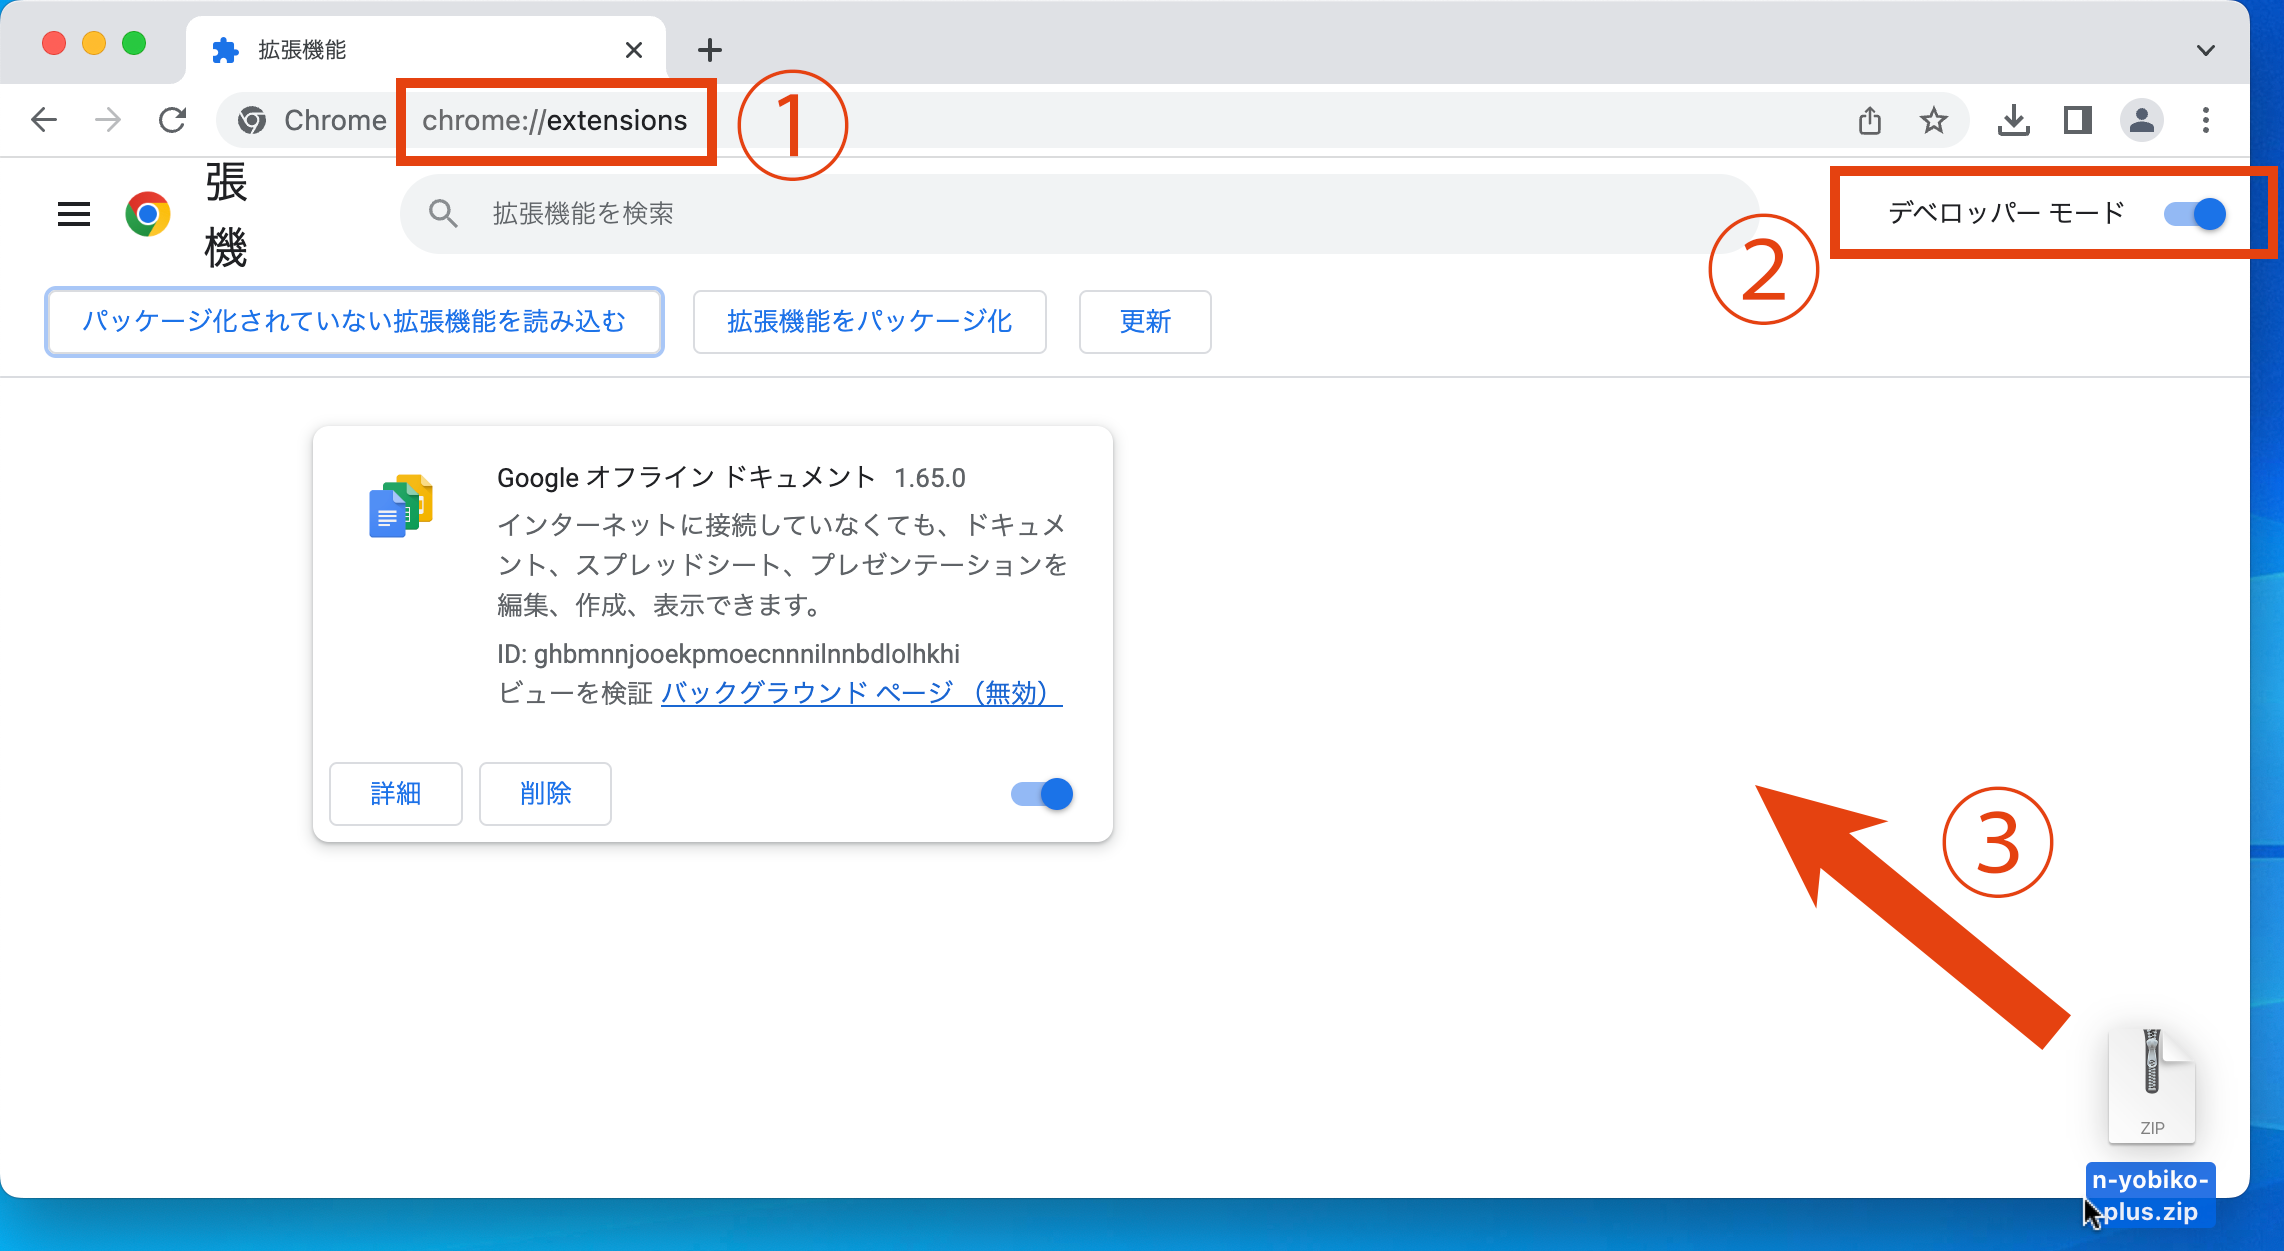 拡張機能
Chrome
chrome://extensions
①
張
機
拡張機能を検索
デベロッパー モード
②
パッケージ化されていない拡張機能を読み込む
拡張機能をパッケージ化
更新
Google オフライン ドキュメント 1.65.0
インターネットに接続していなくても、ドキュメ
ント、スプレッドシート、プレゼンテーションを
編集、作成、表示できます。
ID: ghbmnnjooekpmoecnnnilnnbdlolhkhi
ビューを検証 バックグラウンド ページ （無効）
詳細
削除
③
ZIP
n-yobiko-
plus.zip